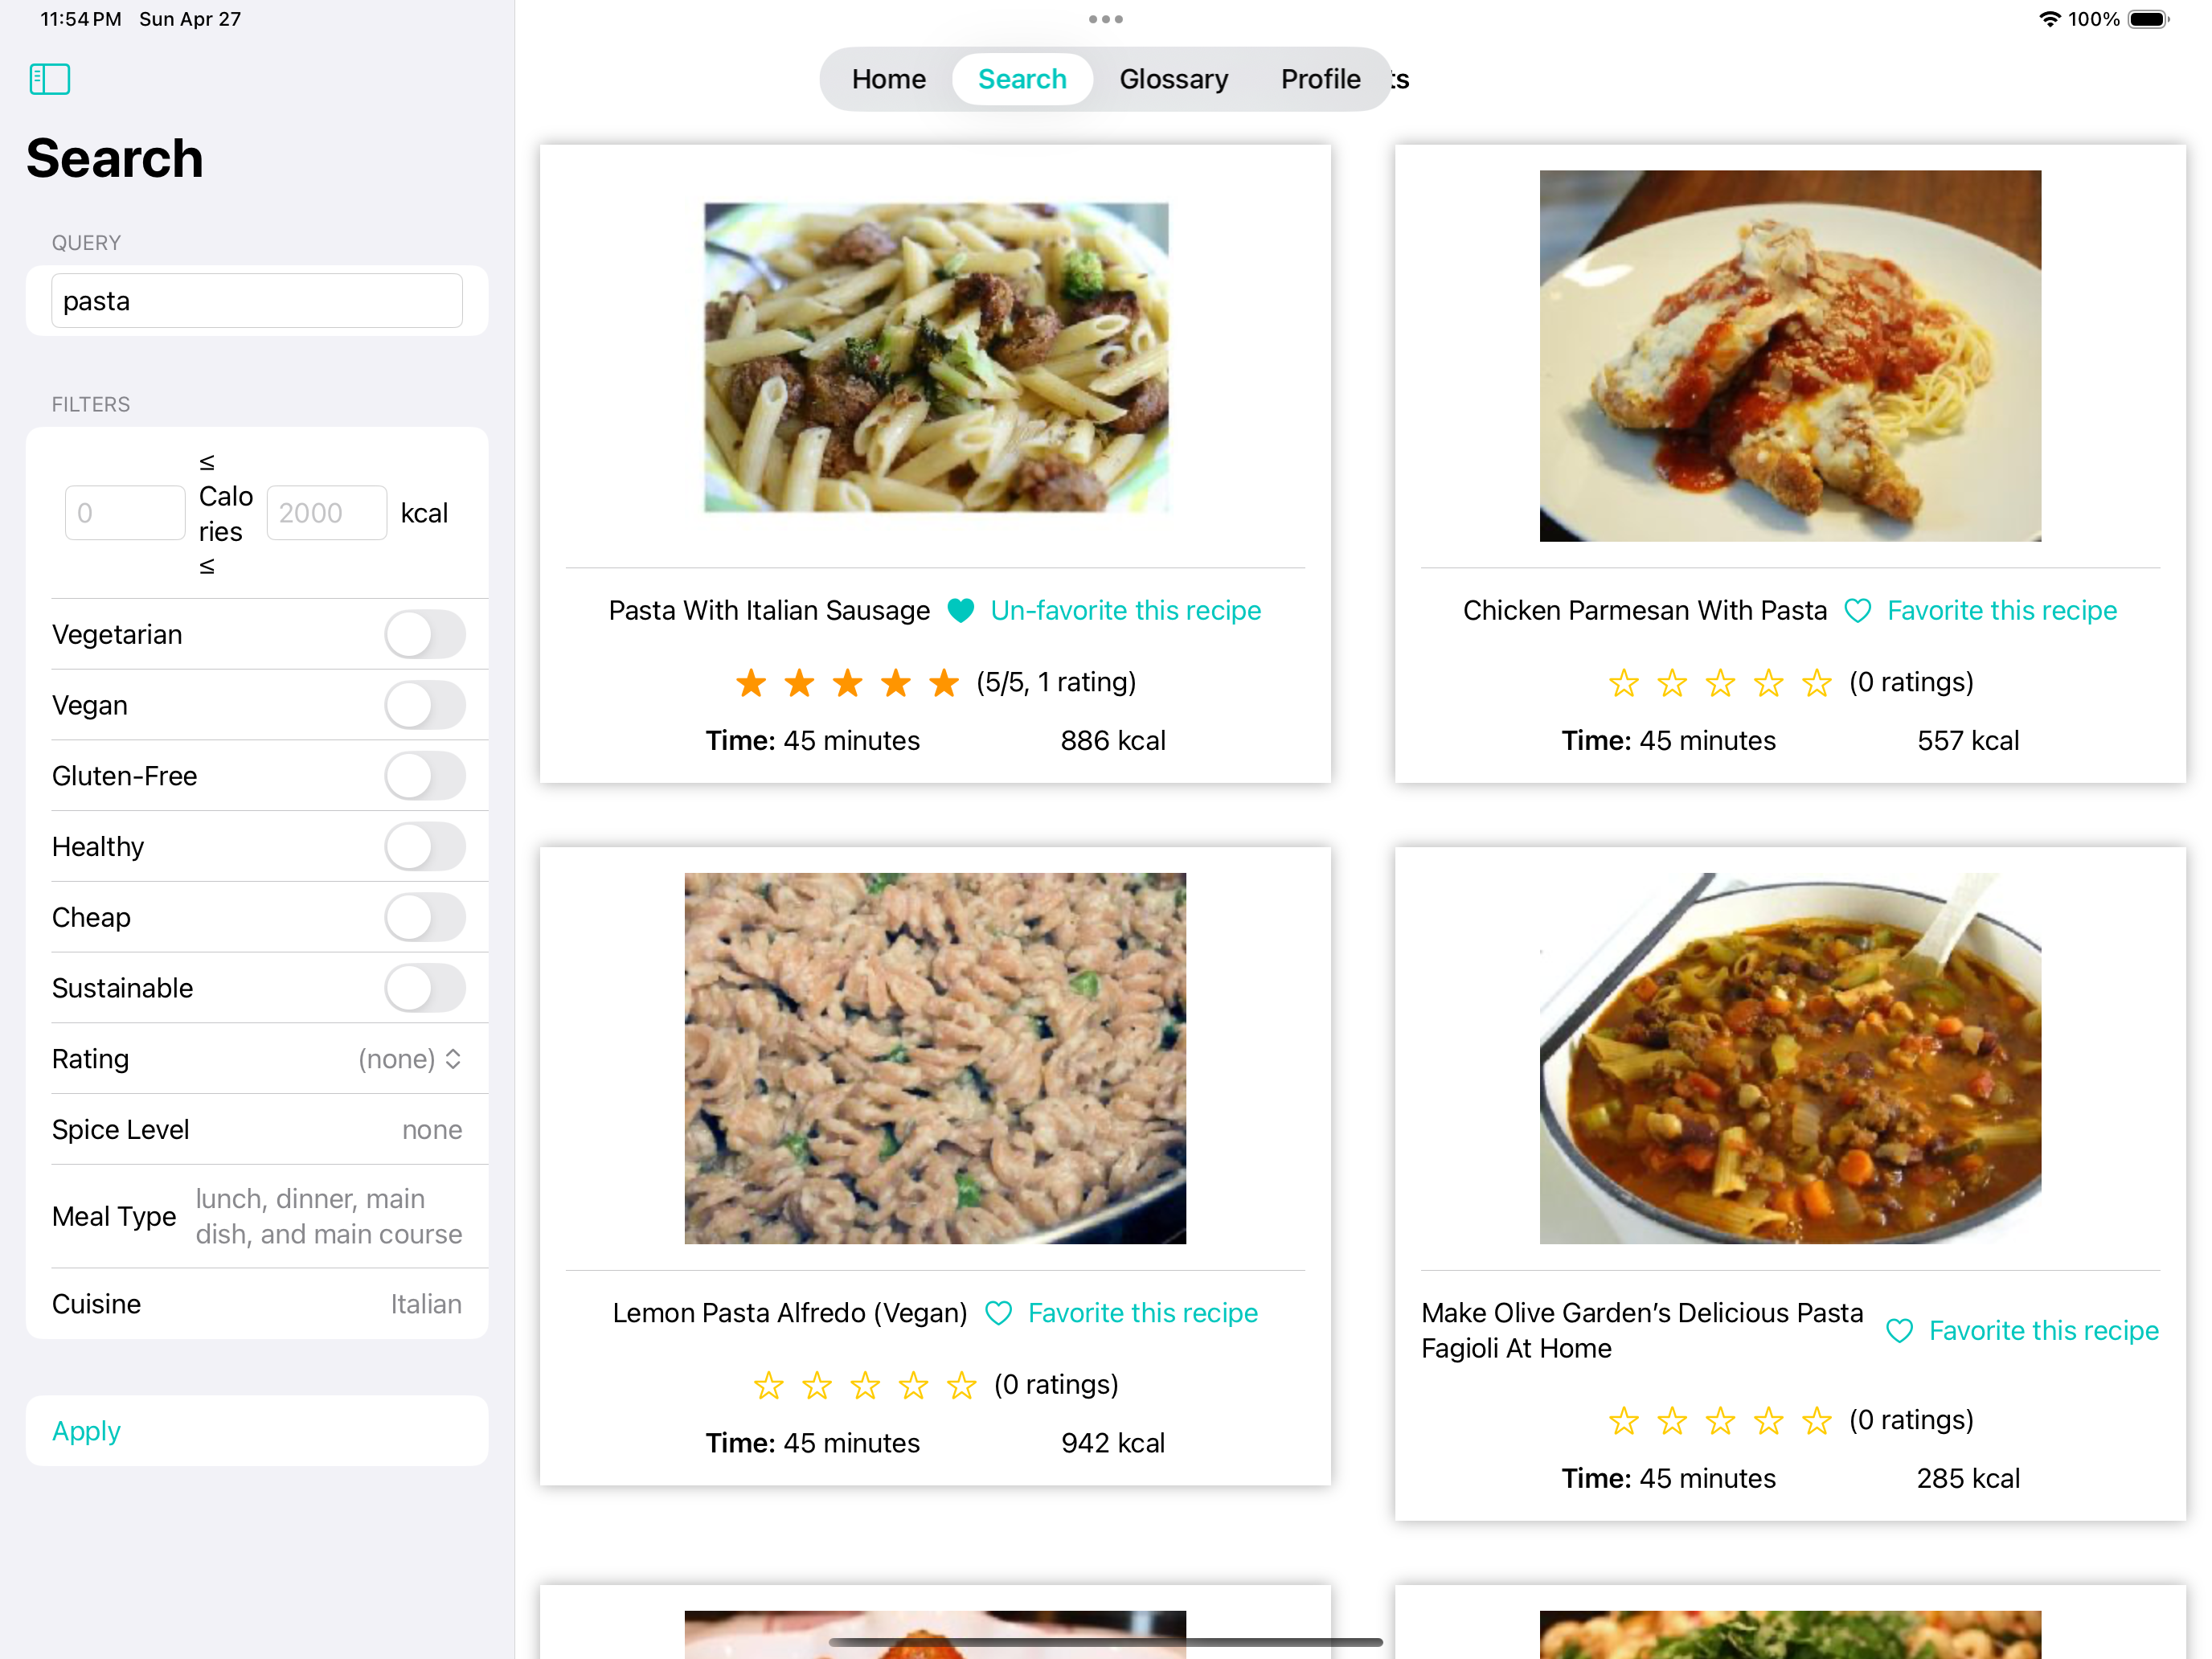 11:54 PM Sun Apr 27
100%
Home Search Glossary Profile ts
Search
QUERY
pasta
FILTERS
0 ≤ Calo
ries
≤ 2000 kcal
Vegetarian
Vegan
Gluten-Free
Healthy
Cheap
Sustainable
Rating (none)
Spice Level none
Meal Type lunch, dinner, main
dish, and main course
Cuisine Italian
Apply
Pasta With Italian Sausage Un-favorite this recipe
(5/5, 1 rating)
Time: 45 minutes 886 kcal
Chicken Parmesan With Pasta Favorite this recipe
(0 ratings)
Time: 45 minutes 557 kcal
Lemon Pasta Alfredo (Vegan) Favorite this recipe
(0 ratings)
Time: 45 minutes 942 kcal
Make Olive Garden’s Delicious Pasta
Fagioli At Home Favorite this recipe
(0 ratings)
Time: 45 minutes 285 kcal